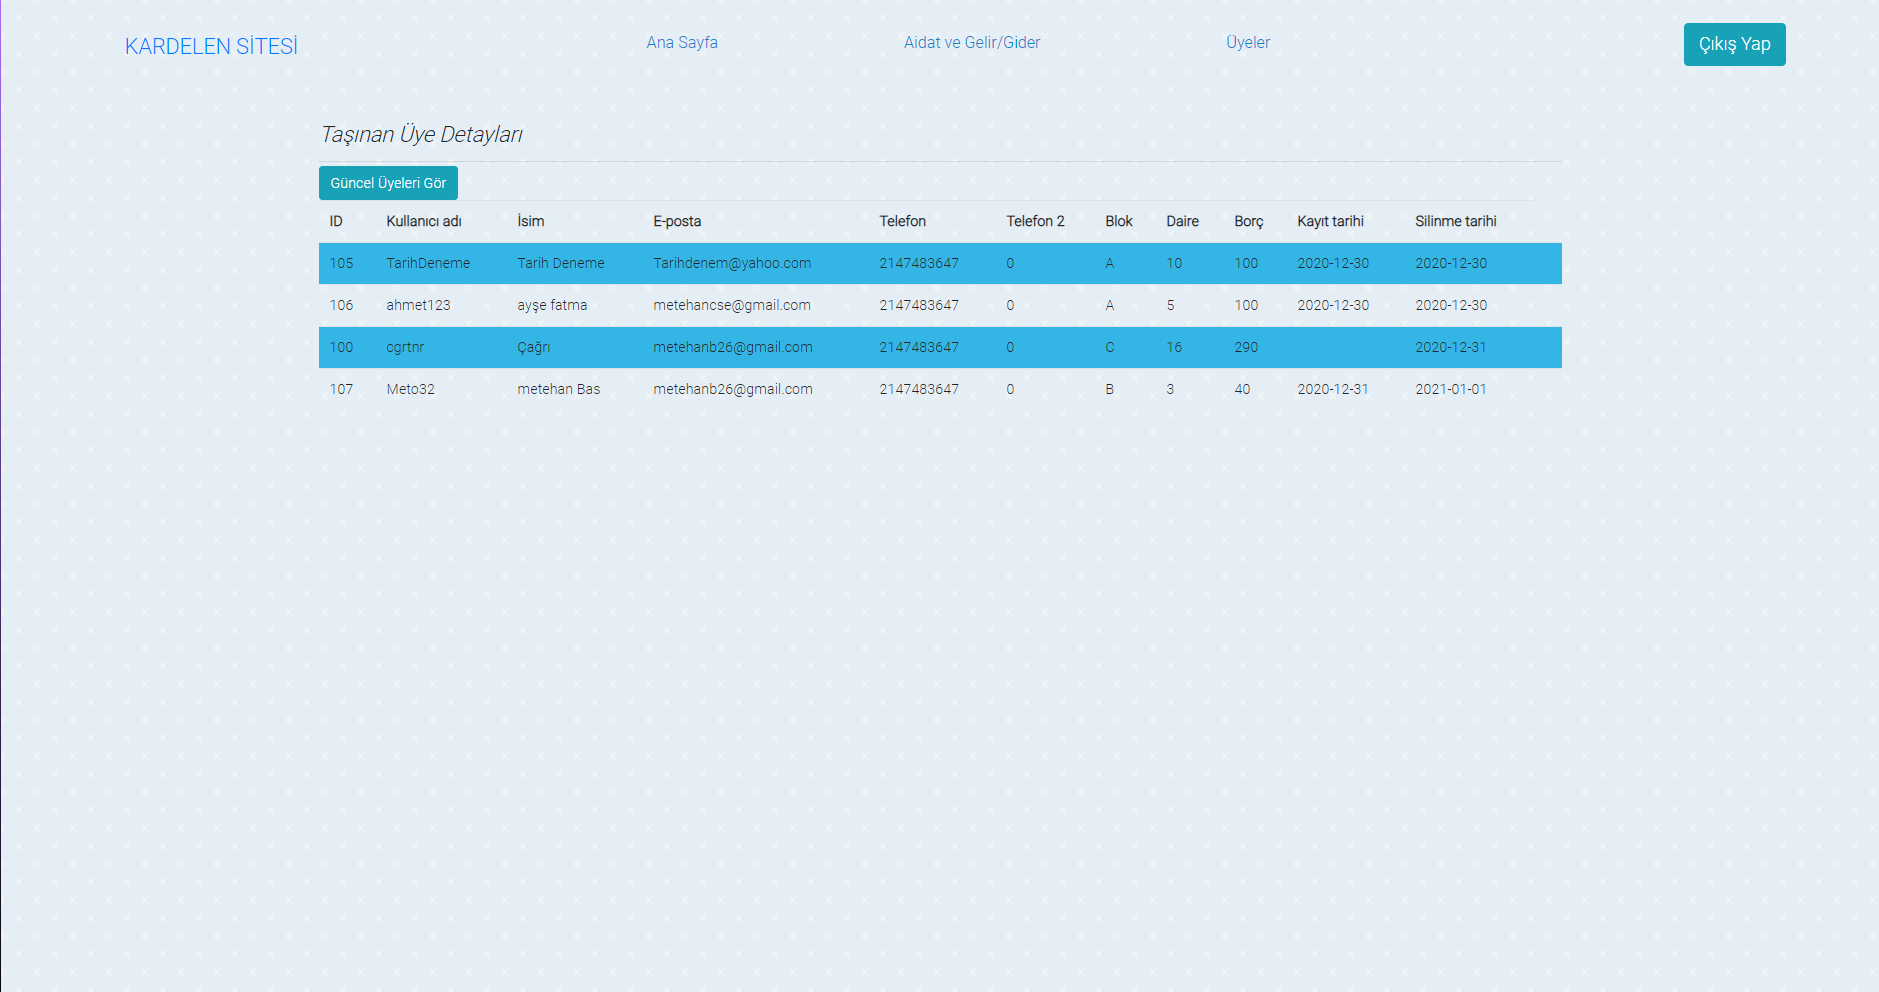 KARDELEN SİTESİ Ana Sayfa Aidat ve Gelir/Gider Üyeler Çıkış Yap
Taşınan Üye Detayları
Güncel Üyeleri Gör
ID Kullanıcı adı İsim E-posta Telefon Telefon 2 Blok Daire Borç Kayıt tarihi Silinme tarihi
105 TarihDeneme Tarih Deneme Tarihdenem@yahoo.com 2147483647 0 A 10 100 2020-12-30 2020-12-30
106 ahmet123 ayşe fatma metehancse@gmail.com 2147483647 0 A 5 100 2020-12-30 2020-12-30
100 cgrtnr Çağrı metehanb26@gmail.com 2147483647 0 C 16 290 2020-12-31
107 Meto32 metehan Bas metehanb26@gmail.com 2147483647 0 B 3 40 2020-12-31 2021-01-01